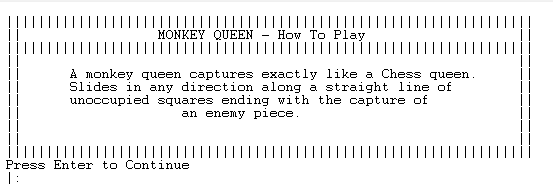 MONKEY QUEEN - How To Play
A monkey queen captures exactly like a Chess queen.
Slides in any direction along a straight line of
unoccupied squares ending with the capture of
an enemy piece.
Press Enter to Continue
|: